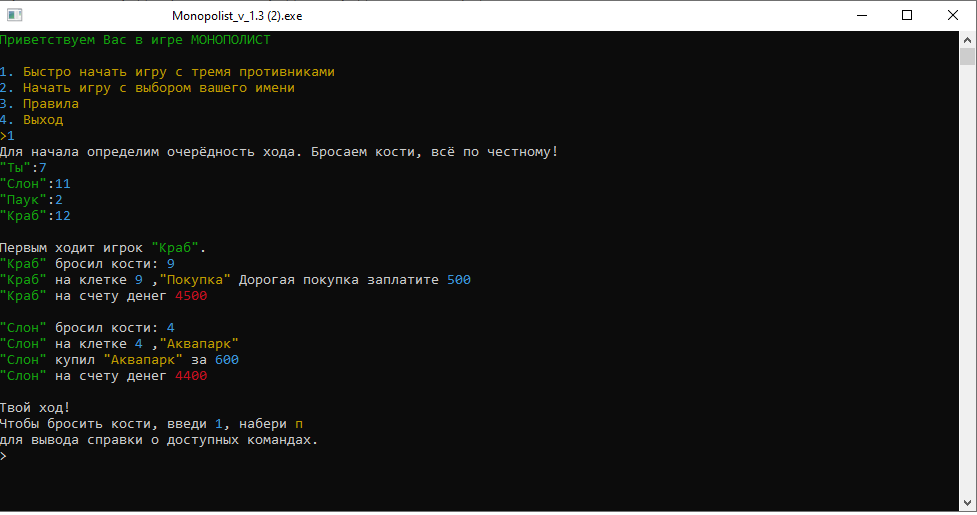 Monopolist_v_1.3 (2).exe
Приветствуем Вас в игре МОНОПОЛИСТ
1. Быстро начать игру с тремя противниками
2. Начать игру с выбором вашего имени
3. Правила
4. Выход
>1
Для начала определим очерёдность хода. Бросаем кости, всё по честному!
"Ты":7
"Слон":11
"Паук":2
"Краб":12
Первым ходит игрок "Краб".
"Краб" бросил кости: 9
"Краб" на клетке 9 ,"Покупка" Дорогая покупка заплатите 500
"Краб" на счету денег 4500
"Слон" бросил кости: 4
"Слон" на клетке 4 ,"Аквапарк"
"Слон" купил "Аквапарк" за 600
"Слон" на счету денег 4400
Твой ход!
Чтобы бросить кости, введи 1, набери п
для вывода справки о доступных командах.
>